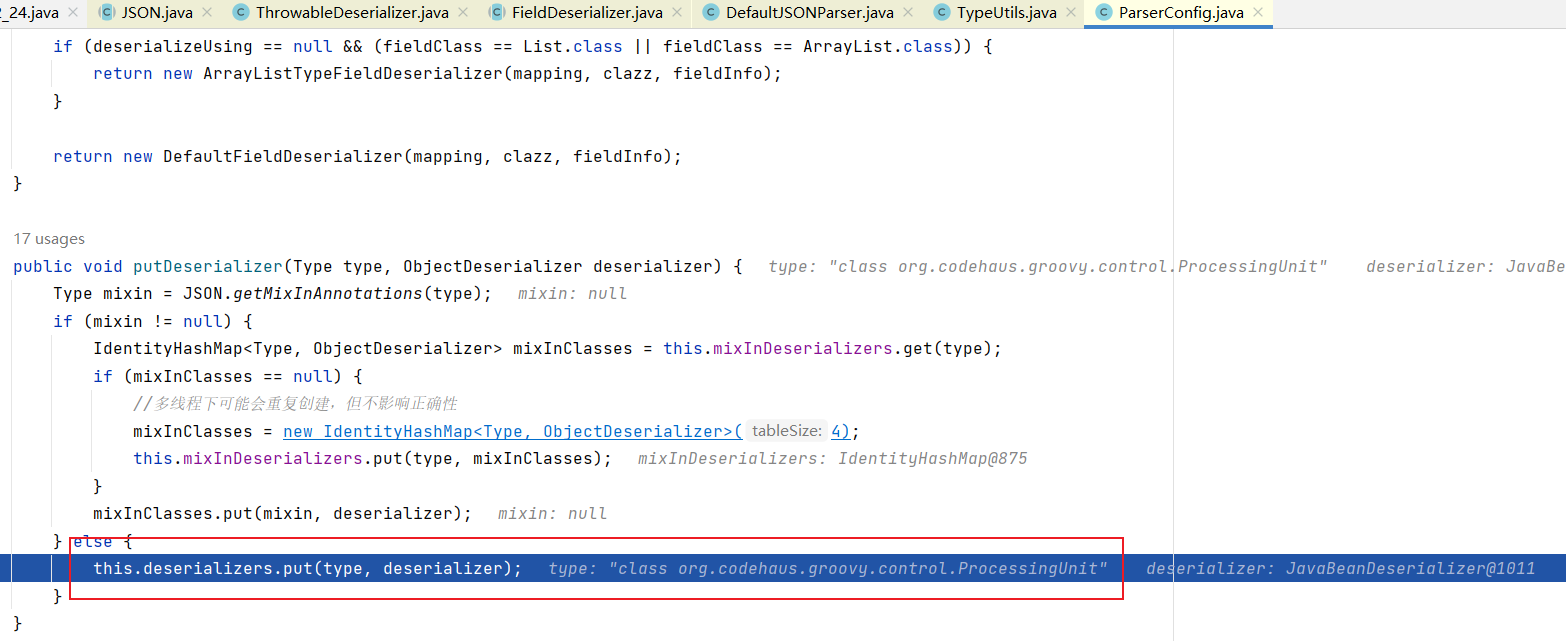 2_24.java × JSON.java × ThrowableDeserializer.java × FieldDeserializer.java × DefaultJSONParser.java × TypeUtils.java × ParserConfig.java ×
if (deserializeUsing == null && (fieldClass == List.class || fieldClass == ArrayList.class)) {
return new ArrayListTypeFieldDeserializer(mapping, clazz, fieldInfo);
}
return new DefaultFieldDeserializer(mapping, clazz, fieldInfo);
}
17 usages
public void putDeserializer(Type type, ObjectDeserializer deserializer) { type: "class org.codehaus.groovy.control.ProcessingUnit" deserializer: JavaBe
Type mixin = JSON.getMixInAnnotations(type); mixin: null
if (mixin != null) {
IdentityHashMap<Type, ObjectDeserializer> mixInClasses = this.mixInDeserializers.get(type);
if (mixInClasses == null) {
//多线程下可能会重复创建，但不影响正确性
mixInClasses = new IdentityHashMap<Type, ObjectDeserializer>( tableSize: 4);
this.mixInDeserializers.put(type, mixInClasses); mixInDeserializers: IdentityHashMap@875
}
mixInClasses.put(mixin, deserializer); mixin: null
} else {
this.deserializers.put(type, deserializer); type: "class org.codehaus.groovy.control.ProcessingUnit" deserializer: JavaBeanDeserializer@1011
}
}